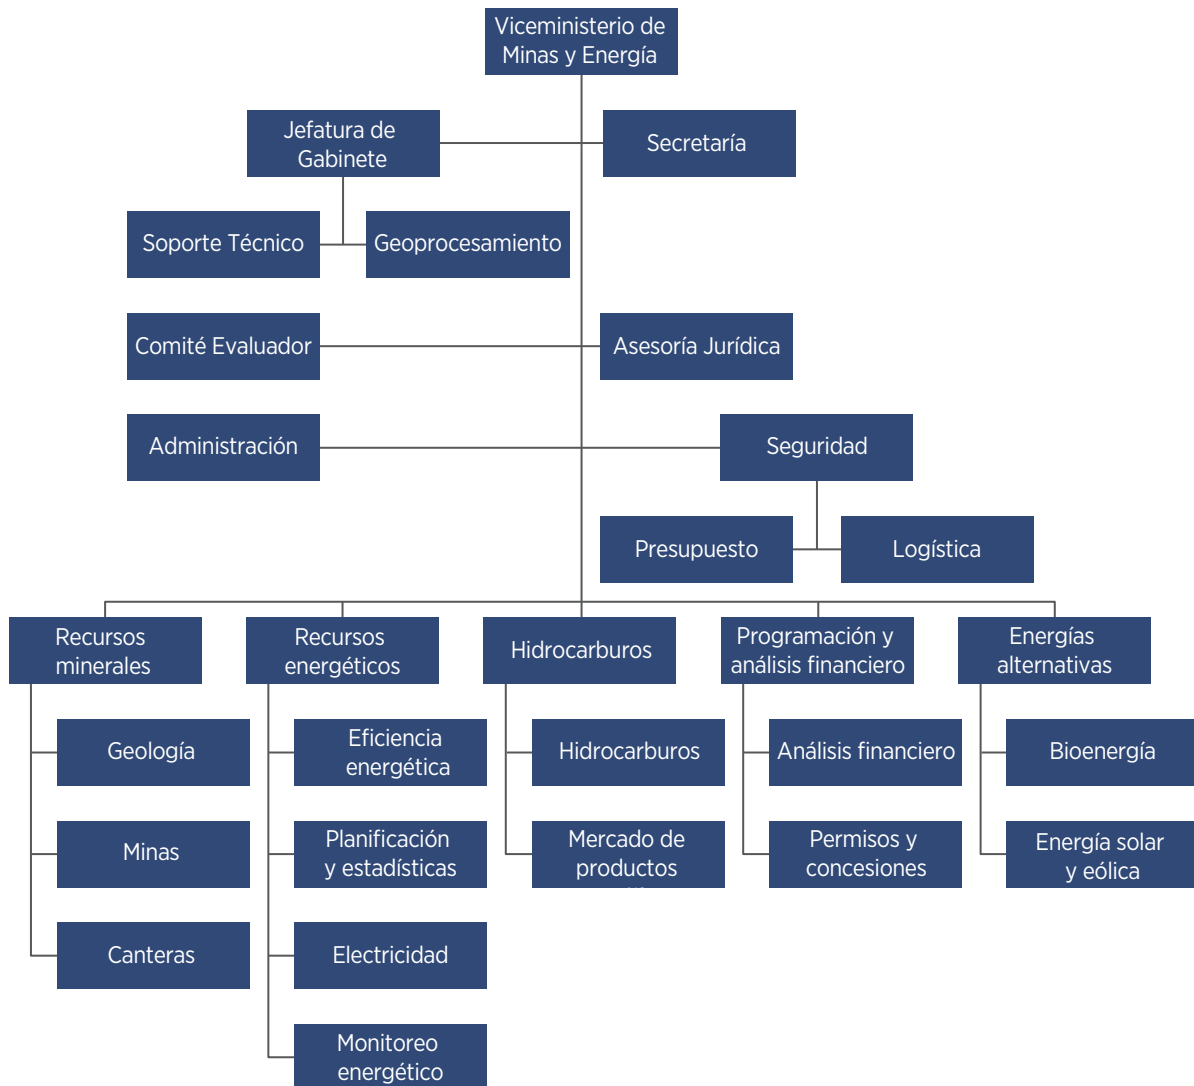 Viceministerio de
Minas y Energía
Jefatura de
Gabinete
Secretaría
Soporte Técnico
Geoprocesamiento
Comité Evaluador
Asesoría Jurídica
Administración
Seguridad
Presupuesto
Logística
Recursos
minerales
Recursos
energéticos
Hidrocarburos
Programación y
análisis financiero
Energías
alternativas
Geología
Eficiencia
energética
Hidrocarburos
Análisis financiero
Bioenergía
Minas
Planificación
y estadísticas
Mercado de
productos
Permisos y
concesiones
Energía solar
y eólica
Canteras
Electricidad
Monitoreo
energético